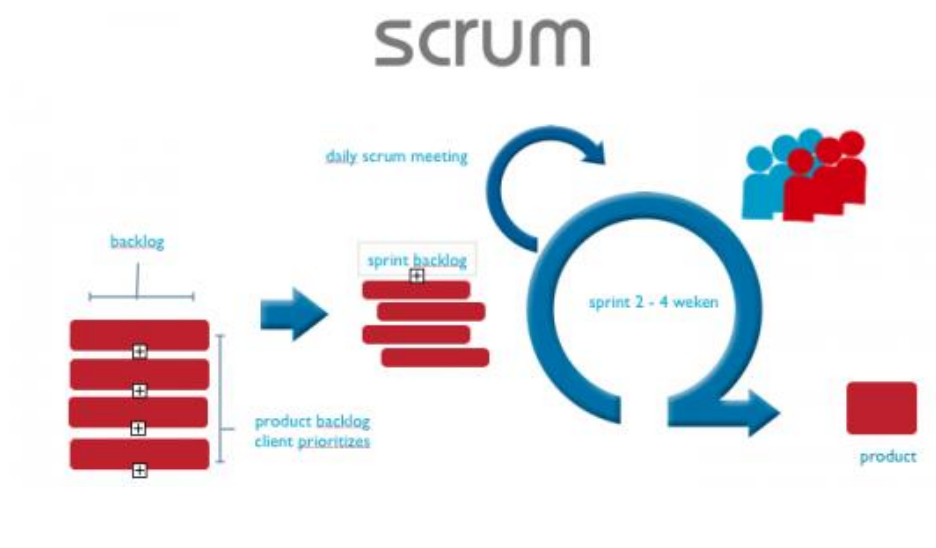 scrum
daily scrum meeting
backlog
sprint backlog
sprint 2 - 4 weken
product backlog
client prioritizes
product